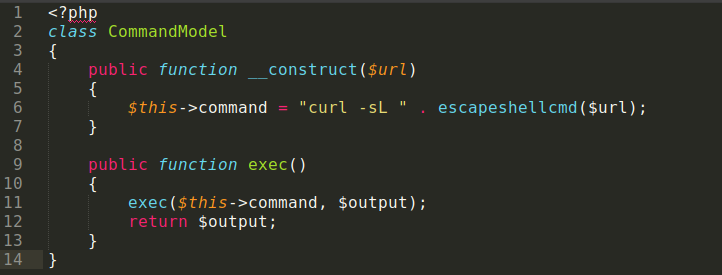 1 <?php
2 class CommandModel
3 {
4     public function __construct($url)
5     {
6         $this->command = "curl -sL " . escapeshellcmd($url);
7     }
8
9     public function exec()
10     {
11         exec($this->command, $output);
12         return $output;
13     }
14 }